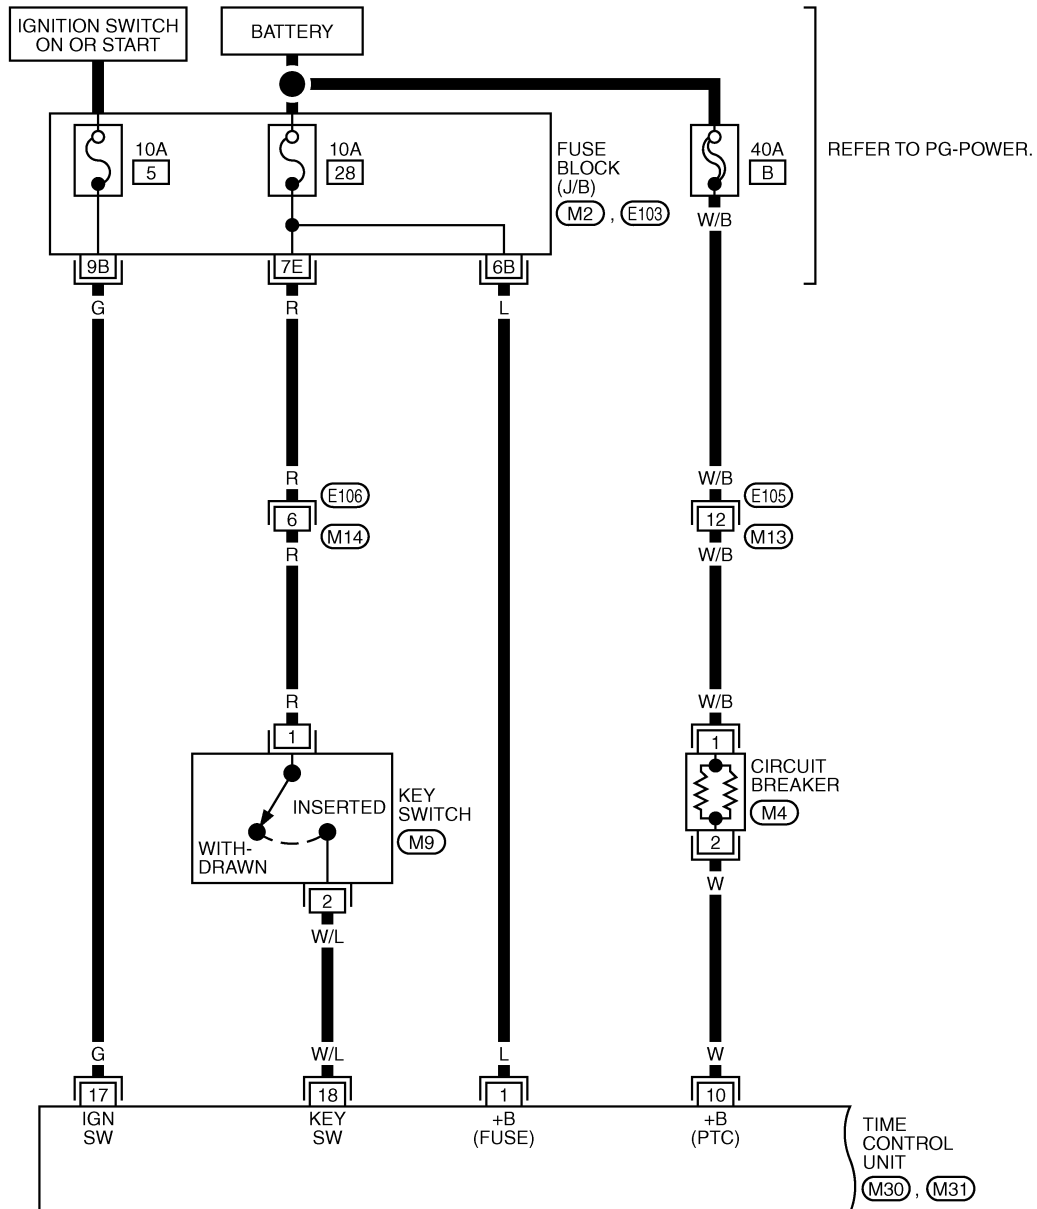 IGNITION SWITCH
ON OR START
BATTERY
10A
5
10A
28
FUSE
BLOCK
(J/B)
M2 , E103
40A
B
REFER TO PG-POWER.
W/B
9B
7E
6B
G
R
L
R
W/B
E106
E105
6
12
M14
M13
R
W/B
R
W/B
1
1
INSERTED
WITH-
DRAWN
KEY
SWITCH
M9
CIRCUIT
BREAKER
M4
2
2
W
W/L
G
W/L
L
W
17
18
1
10
IGN
SW
KEY
SW
+B
(FUSE)
+B
(PTC)
TIME
CONTROL
UNIT
M30 , M31